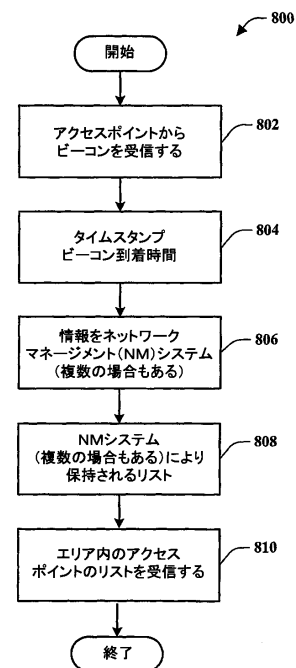 800
開始
アクセスポイントから
ビーコンを受信する
802
タイムスタンプ
ビーコン到着時間
804
情報をネットワーク
マネージメント(NM)システム
(複数の場合もある)
806
NMシステム
(複数の場合もある)により
保持されるリスト
808
エリア内のアクセス
ポイントのリストを受信する
810
終了